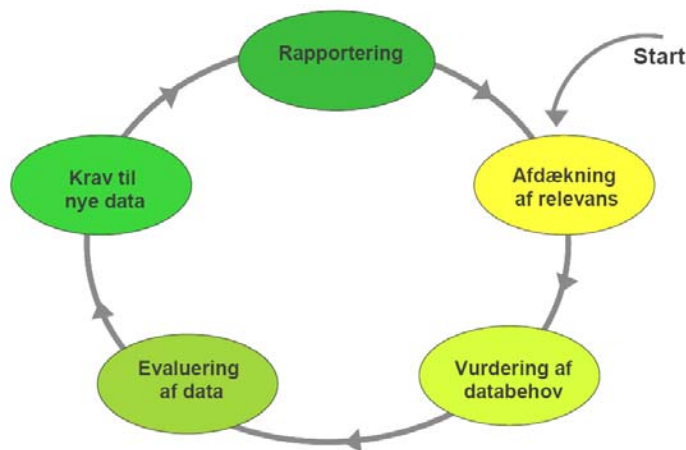 Rapportering
Start
Afdækning
af relevans
Vurdering af
databehov
Evaluering
af data
Krav til
nye data